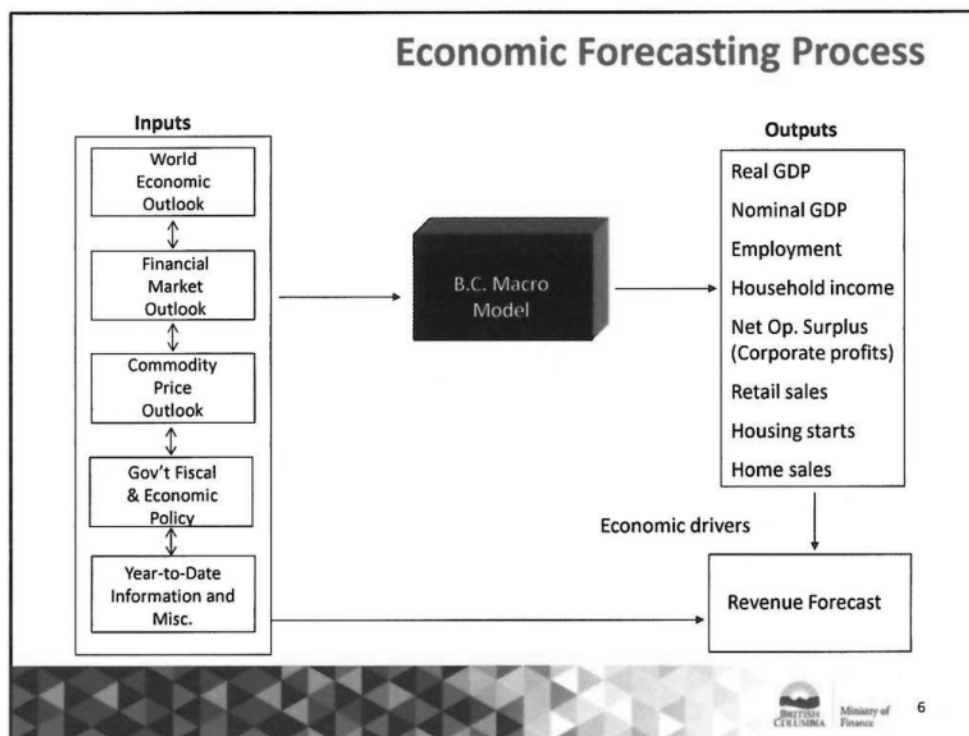 Economic Forecasting Process
Inputs
World
Economic
Outlook
Financial
Market
Outlook
Commodity
Price
Outlook
Gov't Fiscal
& Economic
Policy
Year-to-Date
Information and
Misc.
B.C. Macro
Model
Outputs
Real GDP
Nominal GDP
Employment
Household income
Net Op. Surplus
(Corporate profits)
Retail sales
Housing starts
Home sales
Economic drivers
Revenue Forecast
BRITISH
COLUMBIA
Ministry of
Finance
6